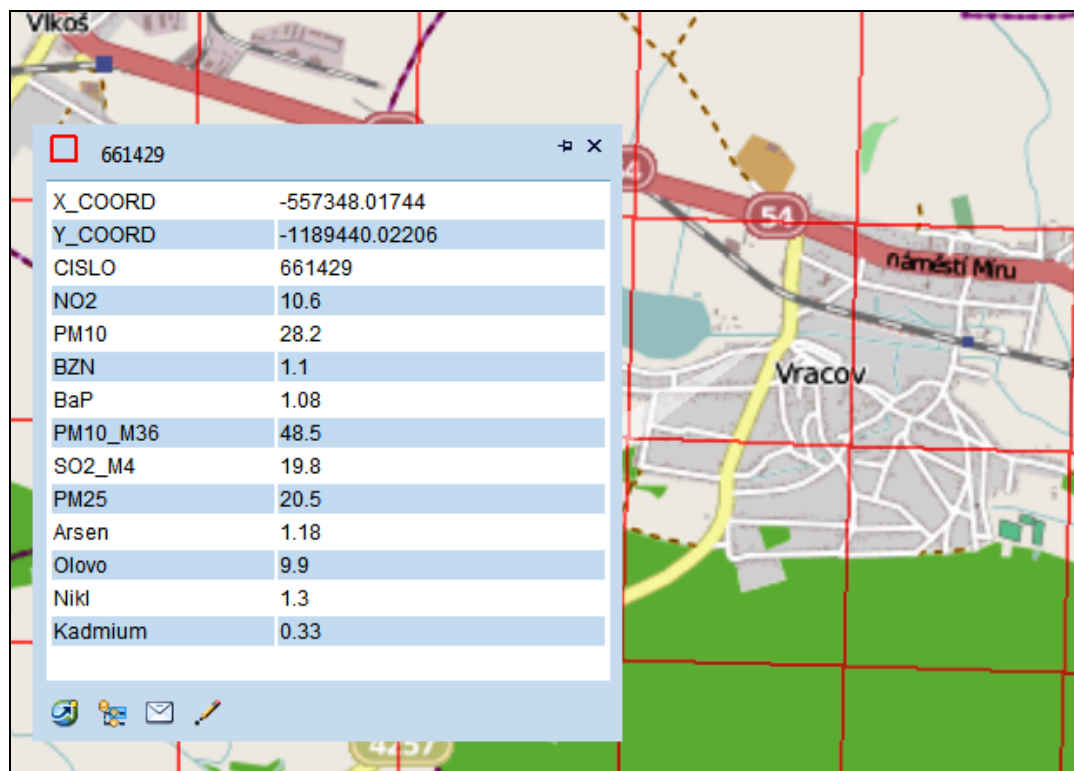 Vlkoš
661429
X_COORD -557348.01744
Y_COORD -1189440.02206
CISLO 661429
NO2 10.6
PM10 28.2
BZN 1.1
BaP 1.08
PM10_M36 48.5
SO2_M4 19.8
PM25 20.5
Arsen 1.18
Olovo 9.9
Nikl 1.3
Kadmium 0.33
54
náměstí Míru
Vracov
4257